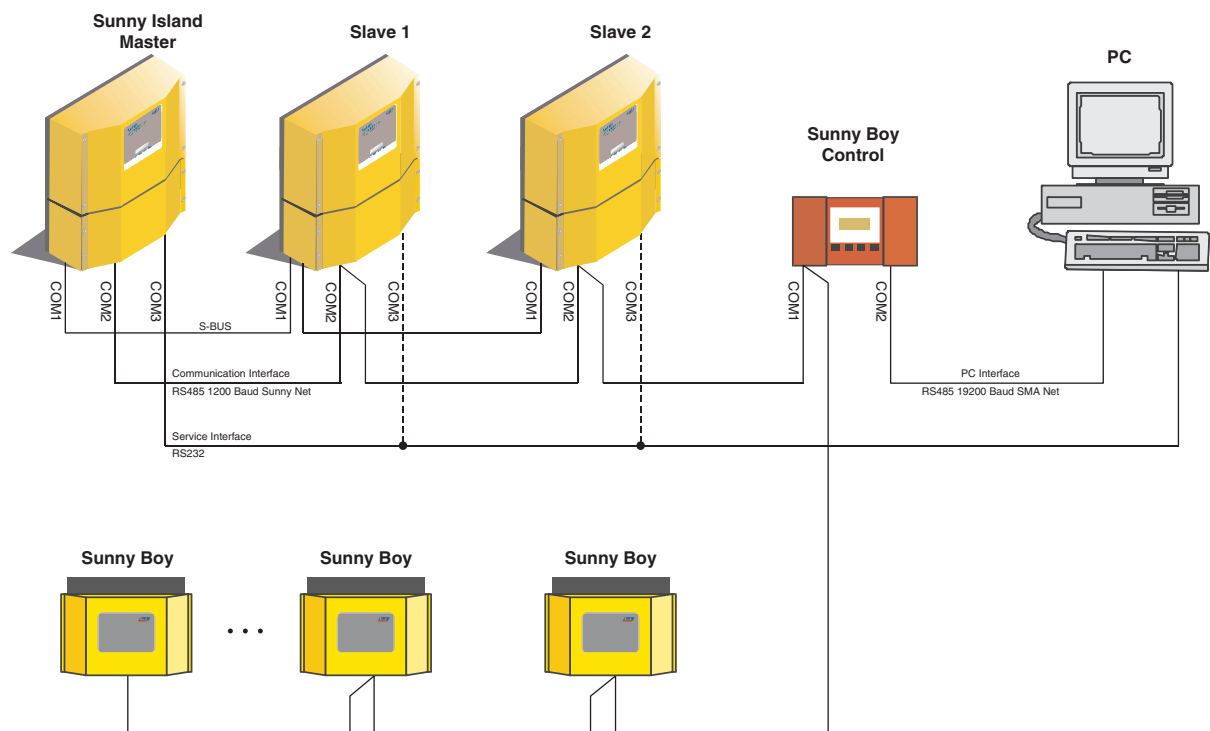 Sunny Island
Master
Slave 1
Slave 2
PC
Sunny Boy
Control
COM1
COM2
COM3
COM1
COM2
COM3
COM1
COM2
COM3
COM1
COM2
S-BUS
Communication Interface
RS485 1200 Baud Sunny Net
PC Interface
RS485 19200 Baud SMA Net
Service Interface
RS232
Sunny Boy
Sunny Boy
Sunny Boy
...